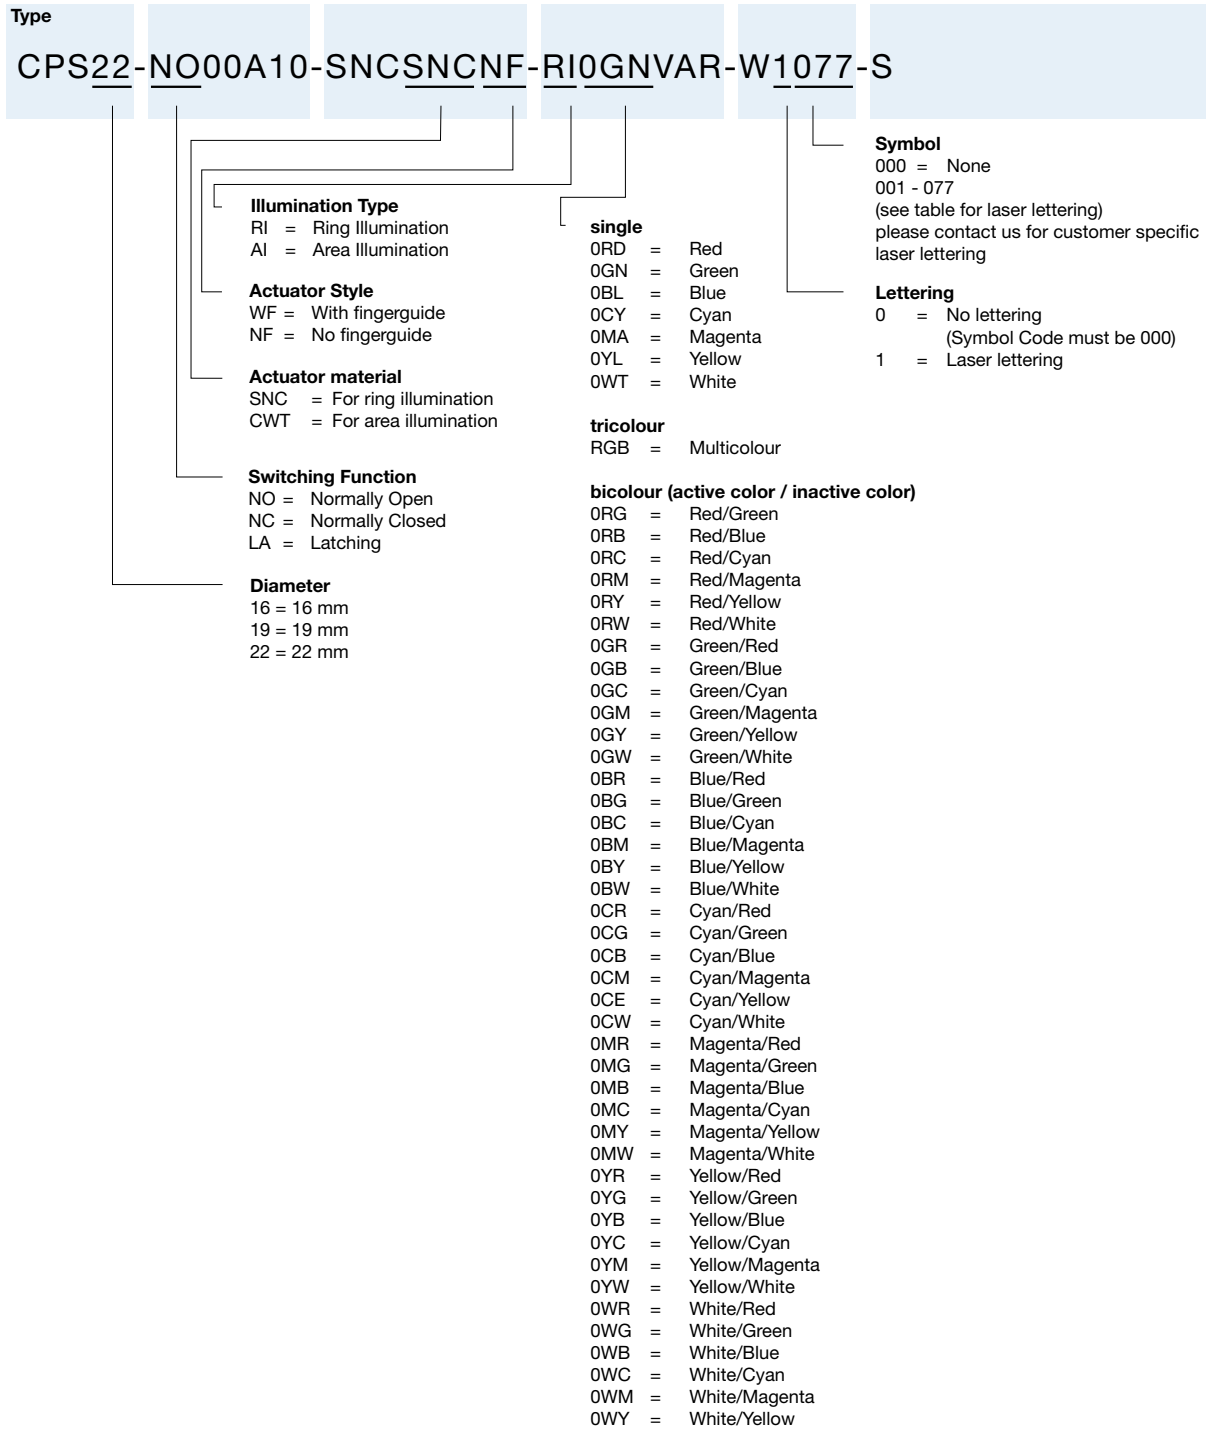 Type
CPS22-NO00A10-SNCSNCNF-RI0GNVAR-W1077-S
Illumination Type
RI = Ring Illumination
AI = Area Illumination
Actuator Style
WF = With fingerguide
NF = No fingerguide
Actuator material
SNC = For ring illumination
CWT = For area illumination
Switching Function
NO = Normally Open
NC = Normally Closed
LA = Latching
Diameter
16 = 16 mm
19 = 19 mm
22 = 22 mm
single
0RD = Red
0GN = Green
0BL = Blue
0CY = Cyan
0MA = Magenta
0YL = Yellow
0WT = White
tricolour
RGB = Multicolour
bicolour (active color / inactive color)
0RG = Red/Green
0RB = Red/Blue
0RC = Red/Cyan
0RM = Red/Magenta
0RY = Red/Yellow
0RW = Red/White
0GR = Green/Red
0GB = Green/Blue
0GC = Green/Cyan
0GM = Green/Magenta
0GY = Green/Yellow
0GW = Green/White
0BR = Blue/Red
0BG = Blue/Green
0BC = Blue/Cyan
0BM = Blue/Magenta
0BY = Blue/Yellow
0BW = Blue/White
0CR = Cyan/Red
0CG = Cyan/Green
0CB = Cyan/Blue
0CM = Cyan/Magenta
0CE = Cyan/Yellow
0CW = Cyan/White
0MR = Magenta/Red
0MG = Magenta/Green
0MB = Magenta/Blue
0MC = Magenta/Cyan
0MY = Magenta/Yellow
0MW = Magenta/White
0YR = Yellow/Red
0YG = Yellow/Green
0YB = Yellow/Blue
0YC = Yellow/Cyan
0YM = Yellow/Magenta
0YW = Yellow/White
0WR = White/Red
0WG = White/Green
0WB = White/Blue
0WC = White/Cyan
0WM = White/Magenta
0WY = White/Yellow
Symbol
000 = None
001 - 077
(see table for laser lettering)
please contact us for customer specific
laser lettering
Lettering
0 = No lettering
(Symbol Code must be 000)
1 = Laser lettering